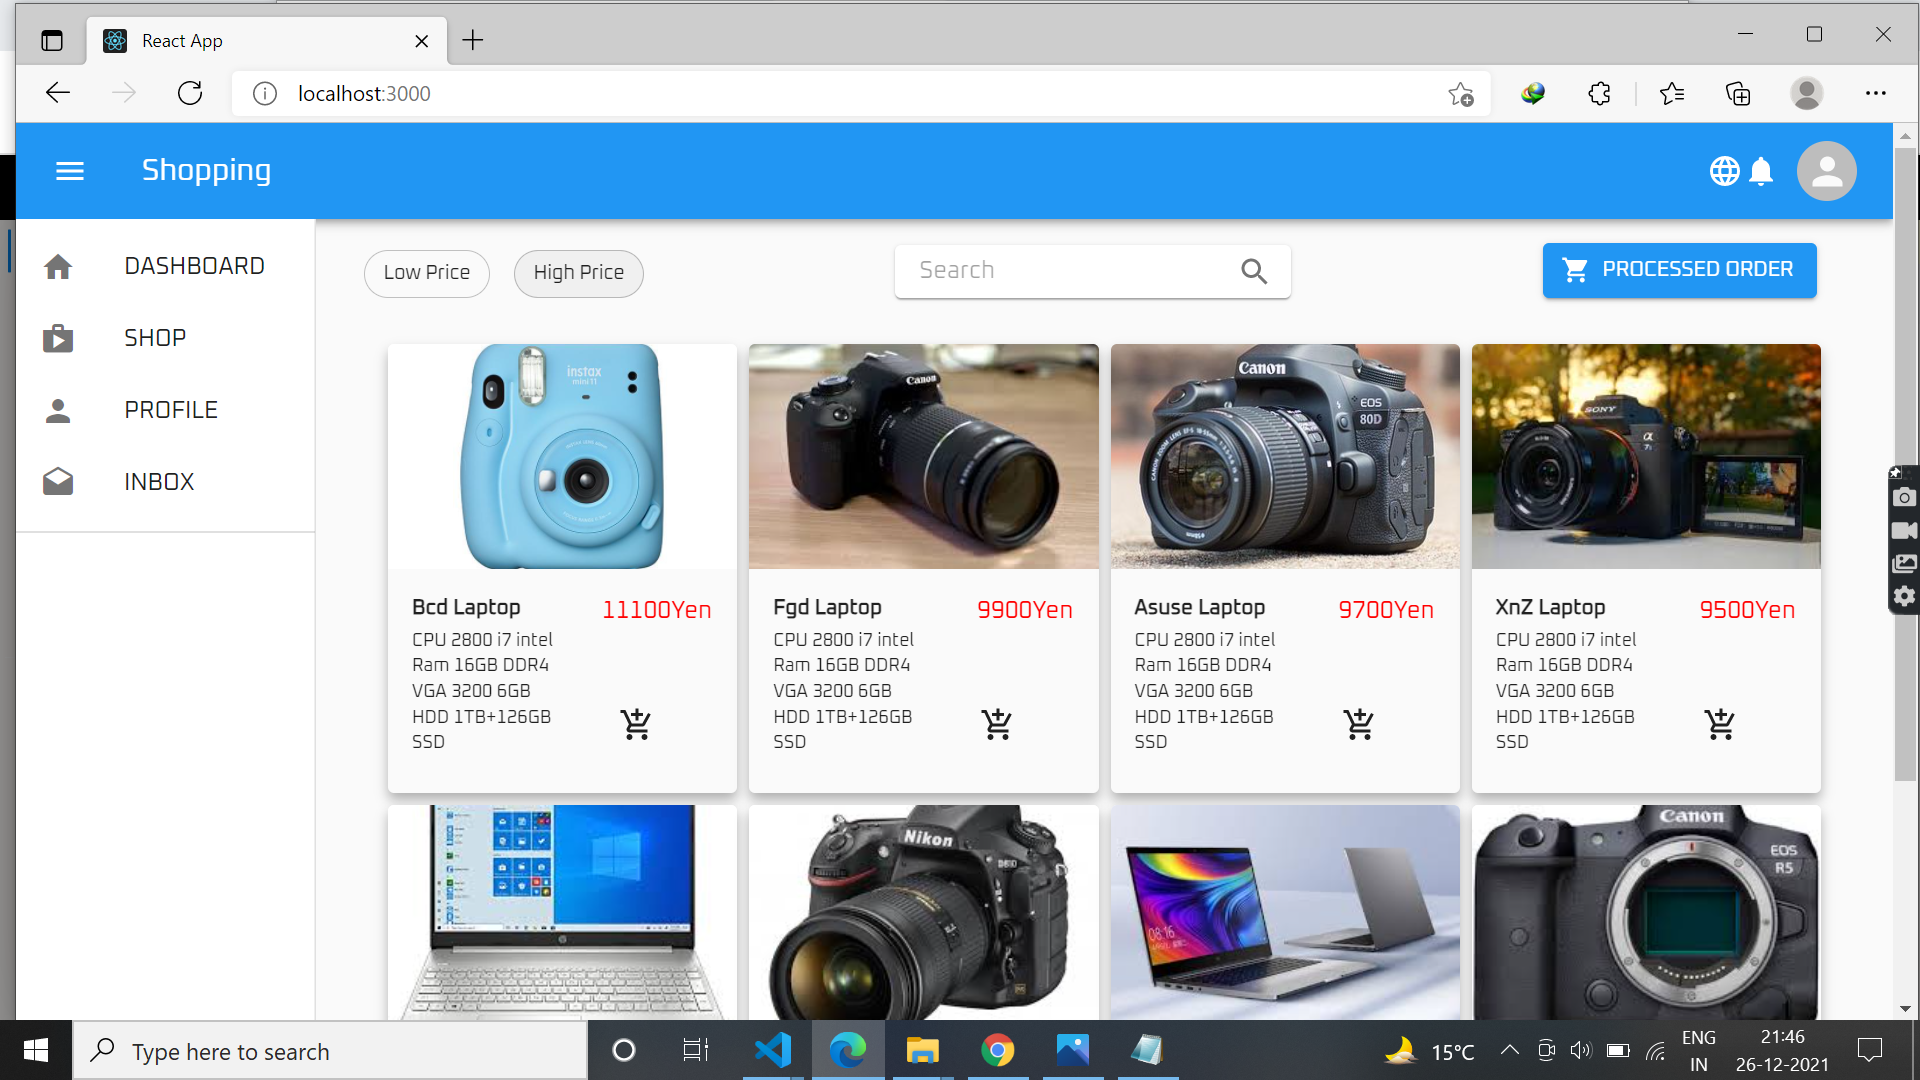 React App
localhost:3000
Shopping
DASHBOARD
SHOP
PROFILE
INBOX
Low Price
High Price
Search
PROCESSED ORDER
instax
mini 11
Canon
Canon
EOS
80D
SONY
Bcd Laptop 11100Yen
CPU 2800 i7 intel
Ram 16GB DDR4
VGA 3200 6GB
HDD 1TB+126GB
SSD
Fgd Laptop 9900Yen
CPU 2800 i7 intel
Ram 16GB DDR4
VGA 3200 6GB
HDD 1TB+126GB
SSD
Asuse Laptop 9700Yen
CPU 2800 i7 intel
Ram 16GB DDR4
VGA 3200 6GB
HDD 1TB+126GB
SSD
XnZ Laptop 9500Yen
CPU 2800 i7 intel
Ram 16GB DDR4
VGA 3200 6GB
HDD 1TB+126GB
SSD
Nikon
08:16
Canon
EOS
R5
Type here to search
15°C
ENG
IN
21:46
26-12-2021